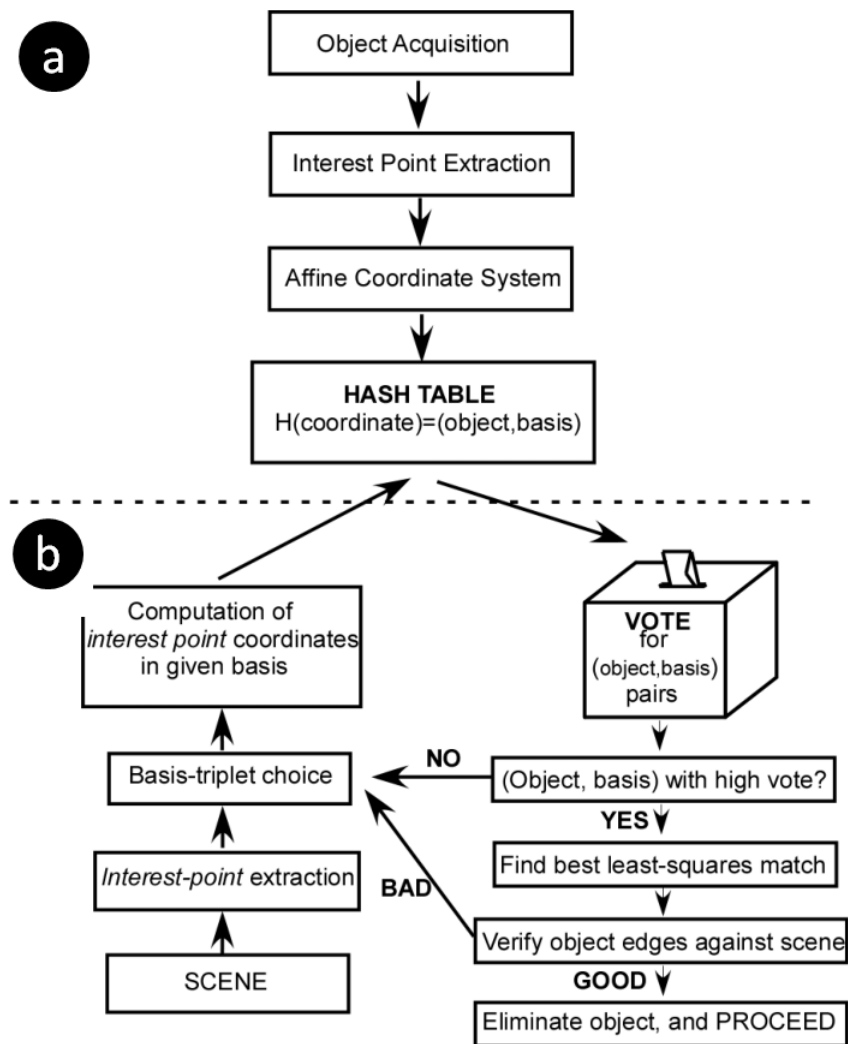 a
Object Acquisition
Interest Point Extraction
Affine Coordinate System
HASH TABLE
H(coordinate)=(object,basis)
b
Computation of
interest point coordinates
in given basis
Basis-triplet choice
Interest-point extraction
SCENE
VOTE
for
(object,basis)
pairs
NO
(Object, basis) with high vote?
YES
Find best least-squares match
BAD
Verify object edges against scene
GOOD
Eliminate object, and PROCEED